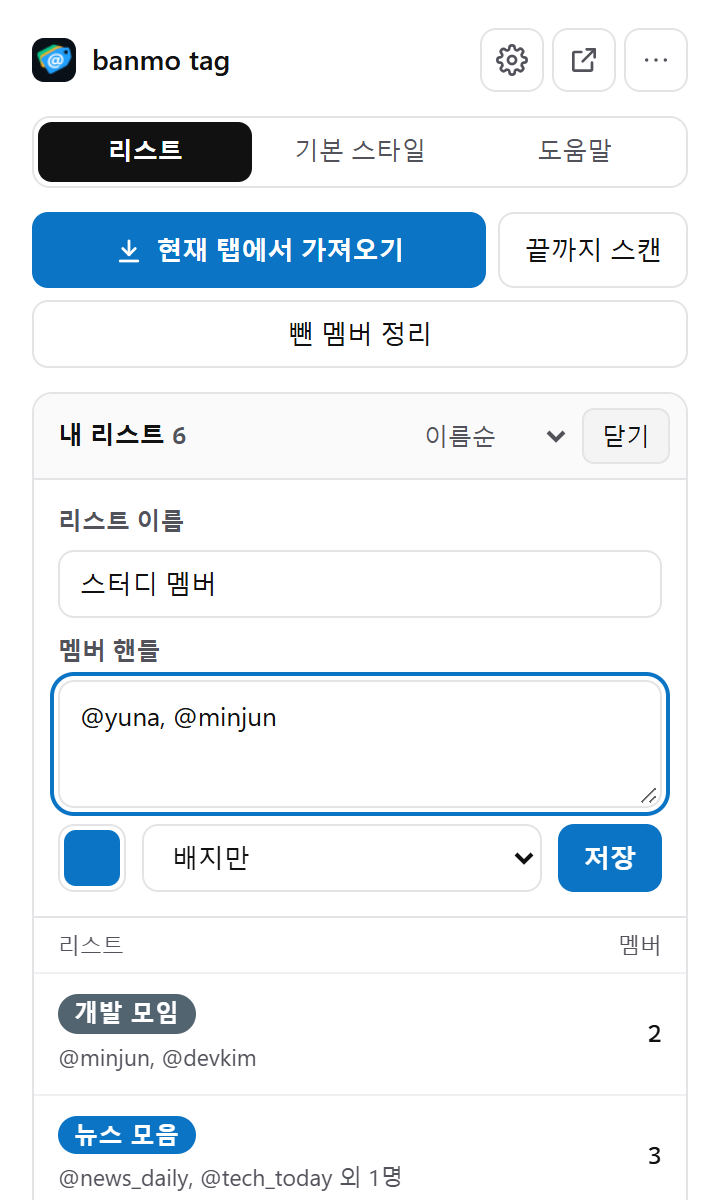 banmo tag
리스트 기본 스타일 도움말
현재 탭에서 가져오기 끝까지 스캔
뺀 멤버 정리
내 리스트 6 이름순 닫기
리스트 이름
스터디 멤버
멤버 핸들
@yuna, @minjun
배지만 저장
리스트 멤버
개발 모임
2
@minjun, @devkim
뉴스 모음
3
@news_daily, @tech_today 외 1명